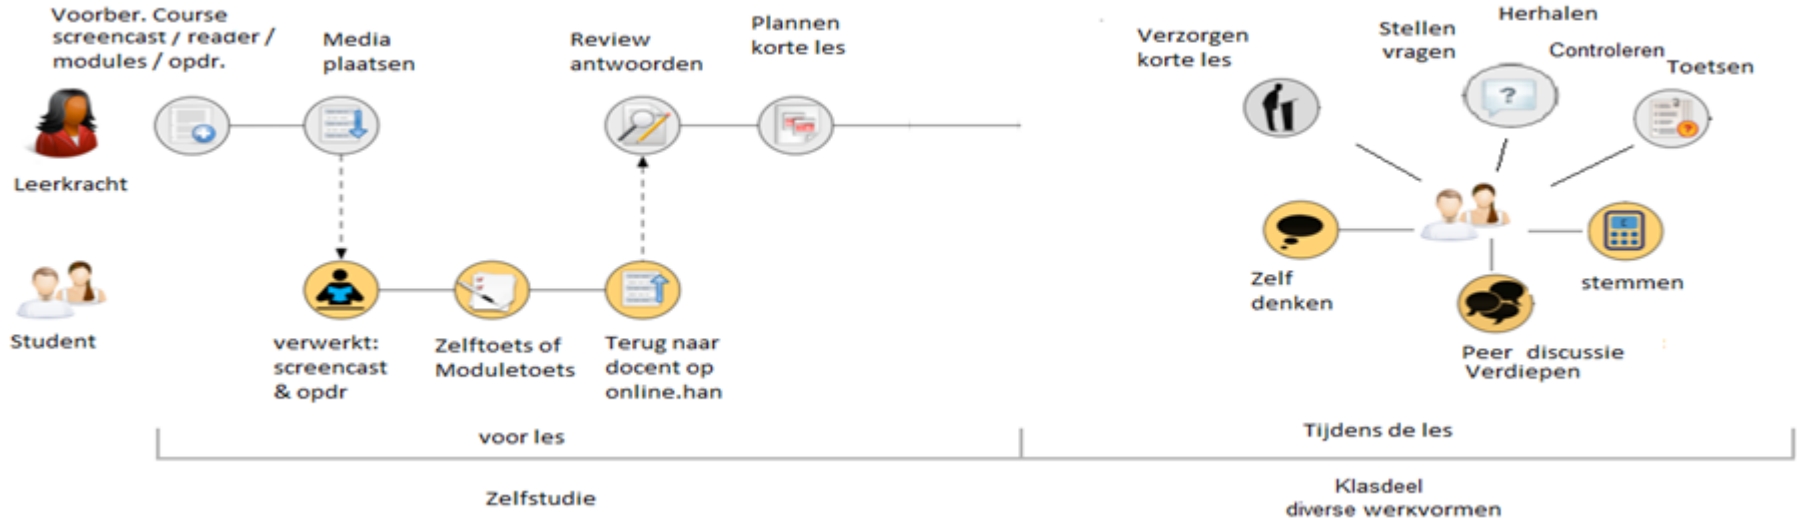 Voorber. Course
screencast / reader /
modules / opdr.
Media
plaatsen
Review
antwoorden
Plannen
korte les
Leerkracht
Student
verwerkt:
screencast
& opdr
Zelftoets of
Moduletoets
Terug naar
docent op
online.han
voor les
Zelfstudie
Verzorgen
korte les
Stellen
vragen
Herhalen
Controleren
Toetsen
?
?
Zelf
denken
stemmen
Peer discussie
Verdiepen
Tijdens de les
Klasdeel
diverse werkvormen